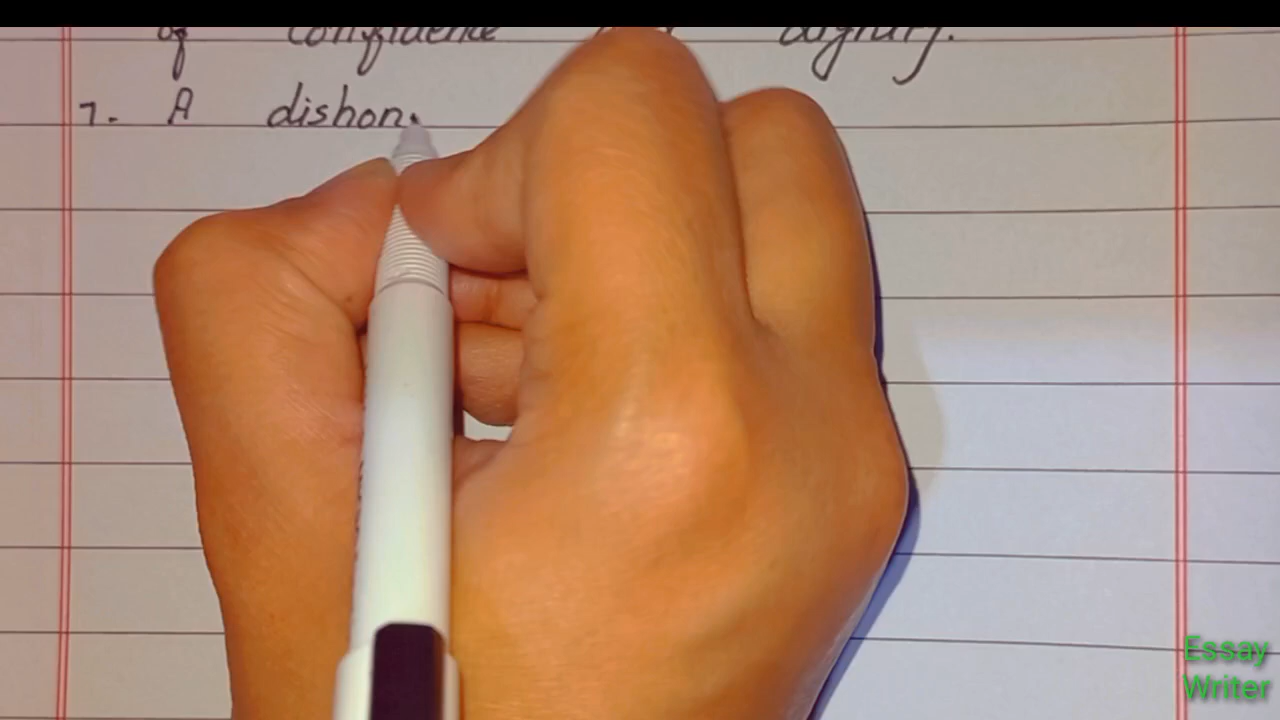 of confidence dignity.
7. A dishon
Essay
Writer